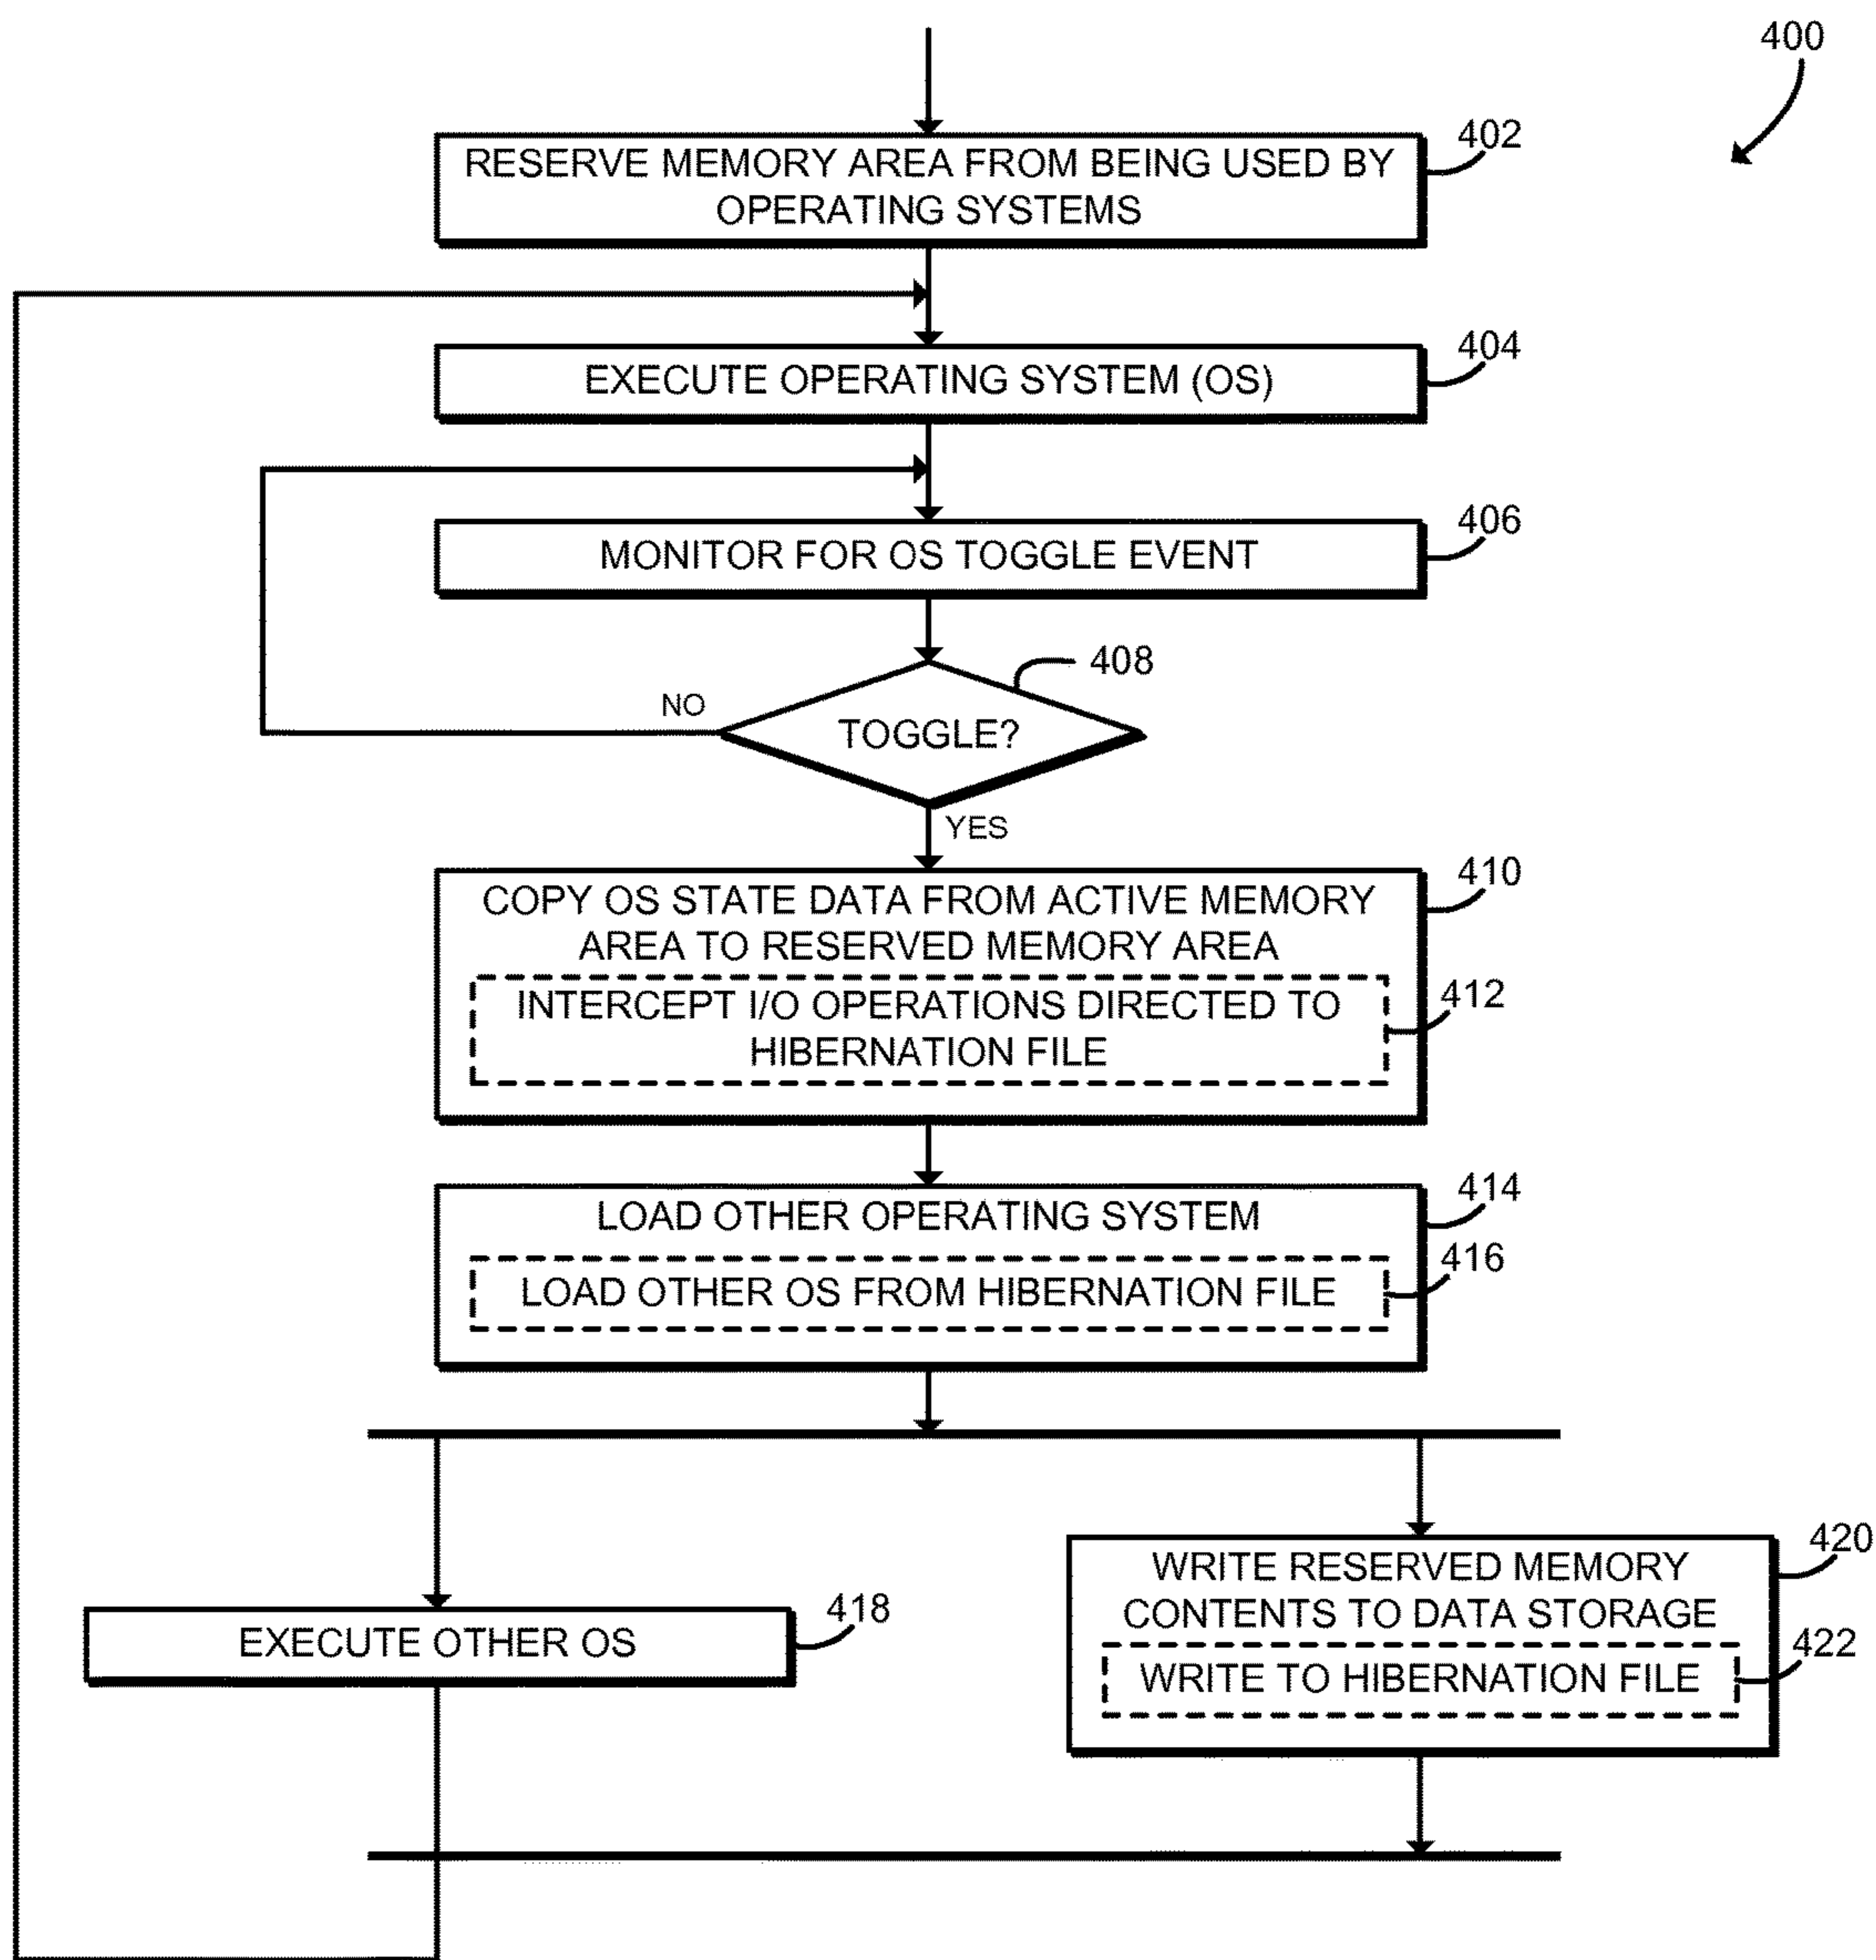 400
402
RESERVE MEMORY AREA FROM BEING USED BY
OPERATING SYSTEMS
404
EXECUTE OPERATING SYSTEM (OS)
406
MONITOR FOR OS TOGGLE EVENT
408
NO
TOGGLE?
YES
410
COPY OS STATE DATA FROM ACTIVE MEMORY
AREA TO RESERVED MEMORY AREA
412
INTERCEPT I/O OPERATIONS DIRECTED TO
HIBERNATION FILE
414
LOAD OTHER OPERATING SYSTEM
416
LOAD OTHER OS FROM HIBERNATION FILE
418
EXECUTE OTHER OS
420
WRITE RESERVED MEMORY
CONTENTS TO DATA STORAGE
422
WRITE TO HIBERNATION FILE